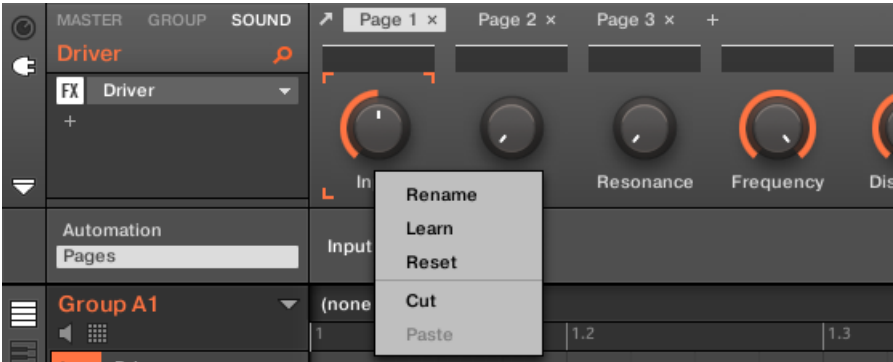 MASTER GROUP SOUND
Page 1 × Page 2 × Page 3 × +
Driver
FX Driver
+
In
Resonance Frequency Dis
Rename
Learn
Reset
Cut
Paste
Automation
Pages
Input
Group A1
(none
1 1.2 1.3